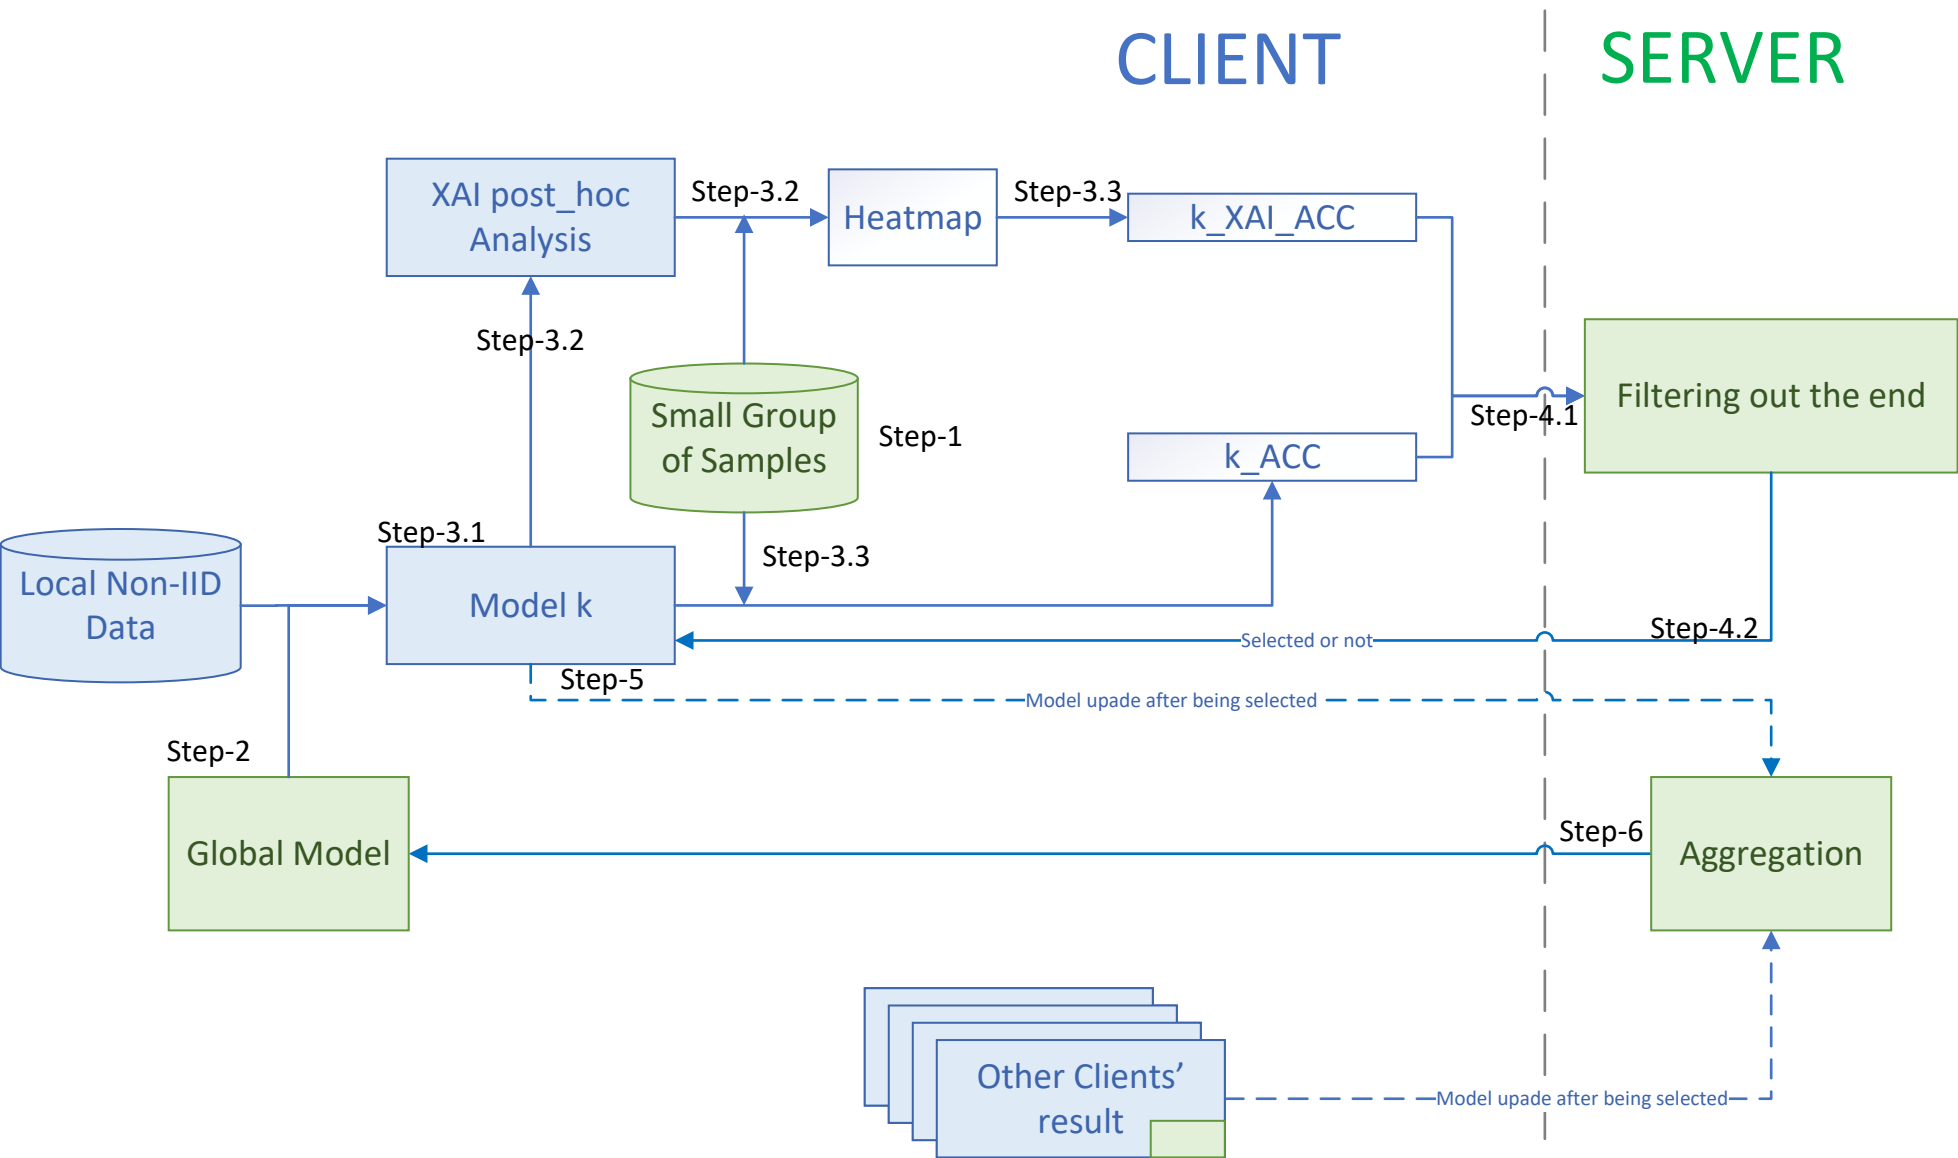 CLIENT
SERVER
XAI post_hoc
Analysis
Step-3.2
Heatmap
Step-3.3
k_XAI_ACC
Step-3.2
Small Group
of Samples
Step-1
Filtering out the end
Step-4.1
k_ACC
Local Non-IID
Data
Step-3.1
Model k
Step-3.3
Selected or not
Step-4.2
Step-5
Model upade after being selected
Step-2
Global Model
Step-6
Aggregation
Other Clients’
result
Model upade after being selected